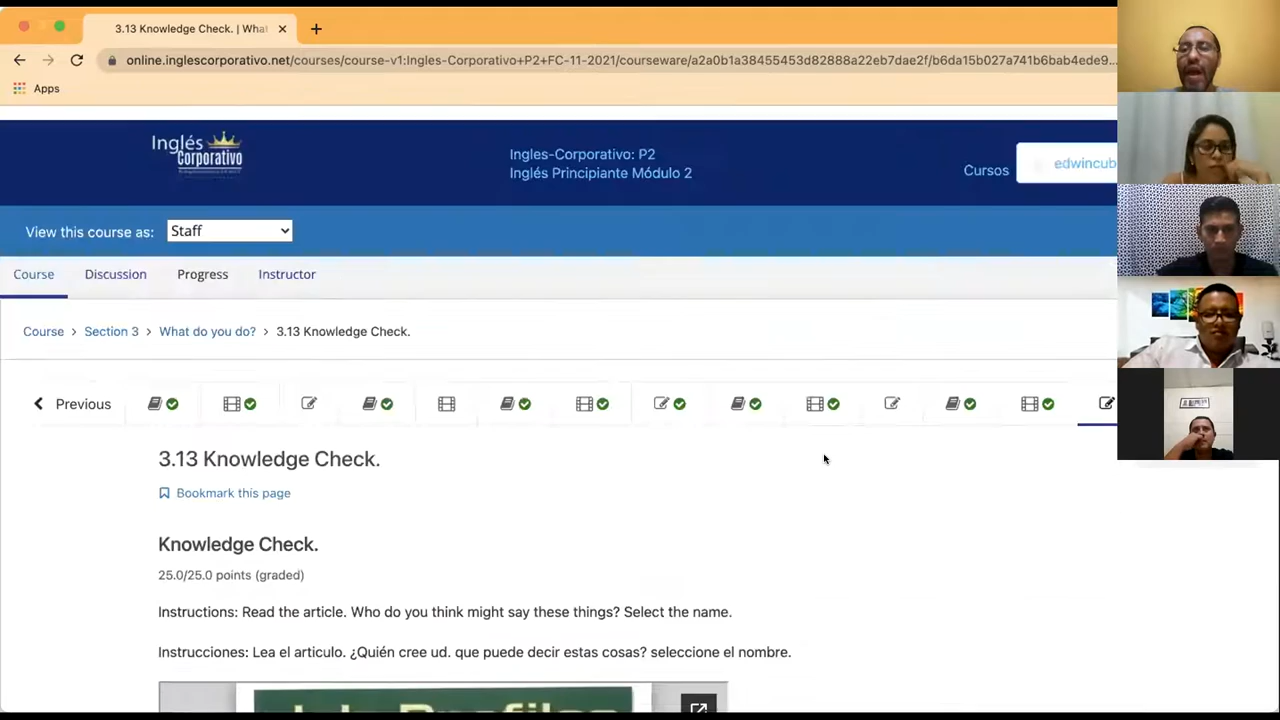 3.13 Knowledge Check. | What
online.inglescorporativo.net/courses/course-v1:Ingles-Corporativo+P2+FC-11-2021/courseware/a2a0b1a38455453d82888a22eb7dae2f/b6da15b027a741b6bab4ede9...
Apps
Inglés
Corporativo
Ingles-Corporativo: P2
Inglés Principiante Módulo 2
Cursos
edwincub
View this course as:
Staff
Course
Discussion
Progress
Instructor
Course > Section 3 > What do you do? > 3.13 Knowledge Check.
Previous
3.13 Knowledge Check.
Bookmark this page
Knowledge Check.
25.0/25.0 points (graded)
Instructions: Read the article. Who do you think might say these things? Select the name.
Instrucciones: Lea el articulo. ¿Quién cree ud. que puede decir estas cosas? seleccione el nombre.
Job Profiles